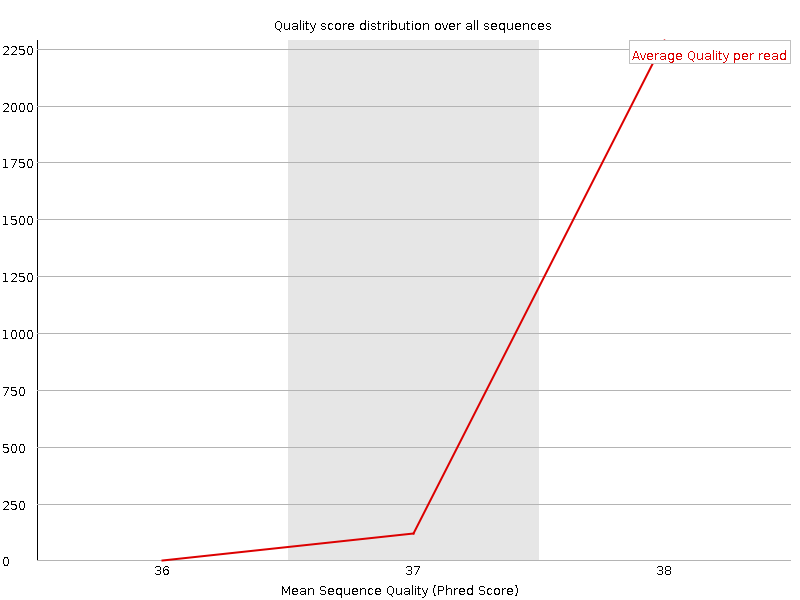 Quality score distribution over all sequences
Average Quality per read
2250
2000
1750
1500
1250
1000
750
500
250
0
36 37 38
Mean Sequence Quality (Phred Score)